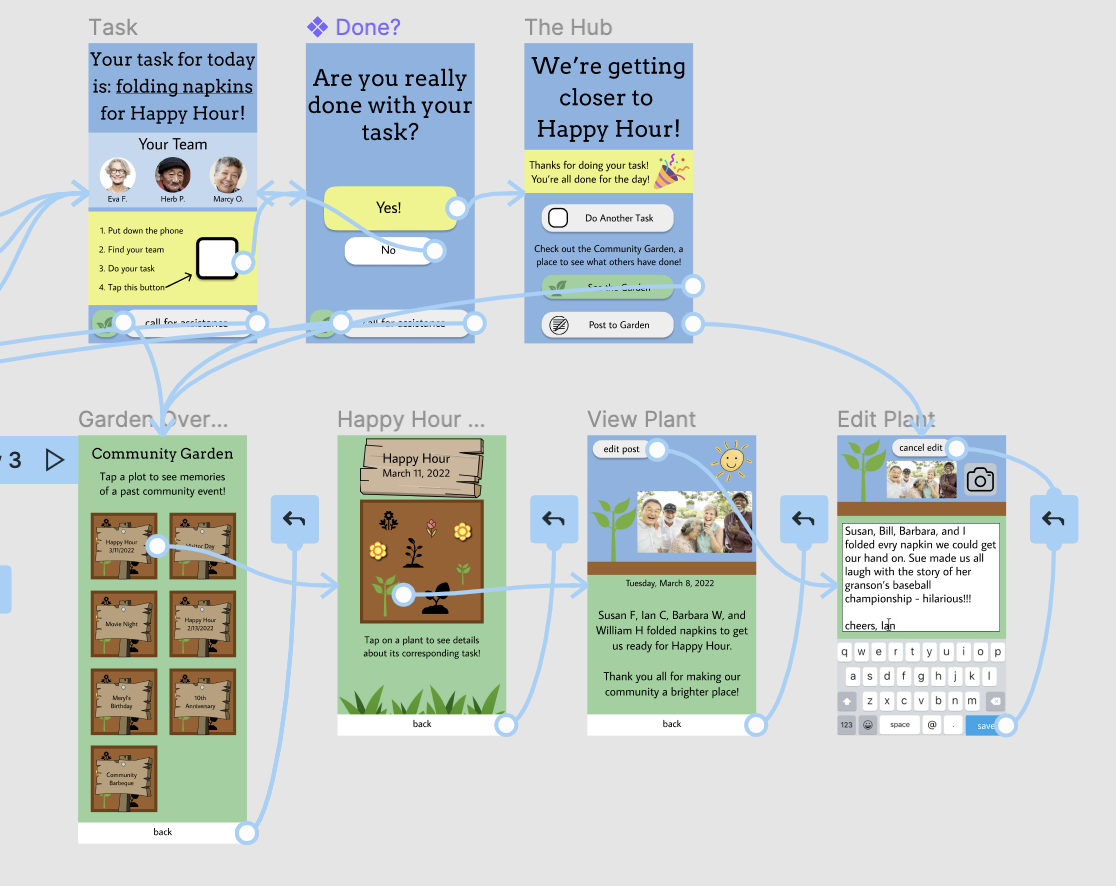 Task
Your task for today
is: folding napkins
for Happy Hour!
Your Team
Eva F.
Herb P.
Marcy O.
1. Put down the phone
2. Find your team
3. Do your task
4. Tap this button
call for assistance
Done?
Are you really
done with your
task?
Yes!
No
call for assistance
The Hub
We're getting
closer to
Happy Hour!
Thanks for doing your task!
You're all done for the day!
Do Another Task
Check out the Community Garden, a
place to see what others have done!
See the Garden
Post to Garden
3
Garden Over...
Community Garden
Tap a plot to see memories
of a past community event!
Happy Hour
3/11/2022
Visitor Day
Movie Night
Happy Hour
2/13/2022
Meryl's
Birthday
10th
Anniversary
Community
Barbeque
back
Happy Hour ...
Happy Hour
March 11, 2022
Tap on a plant to see details
about its corresponding task!
back
View Plant
edit post
Tuesday, March 8, 2022
Susan F, Ian C, Barbara W, and
William H folded napkins to get
us ready for Happy Hour.
Thank you all for making our
community a brighter place!
back
Edit Plant
cancel edit
Susan, Bill, Barbara, and I
folded evry napkin we could get
our hand on. Sue made us all
laugh with the story of her
granson's baseball
championship - hilarious!!!
cheers, Ian
q w e r t y u i o p
a s d f g h j k l
z x c v b n m
123 space @ . save